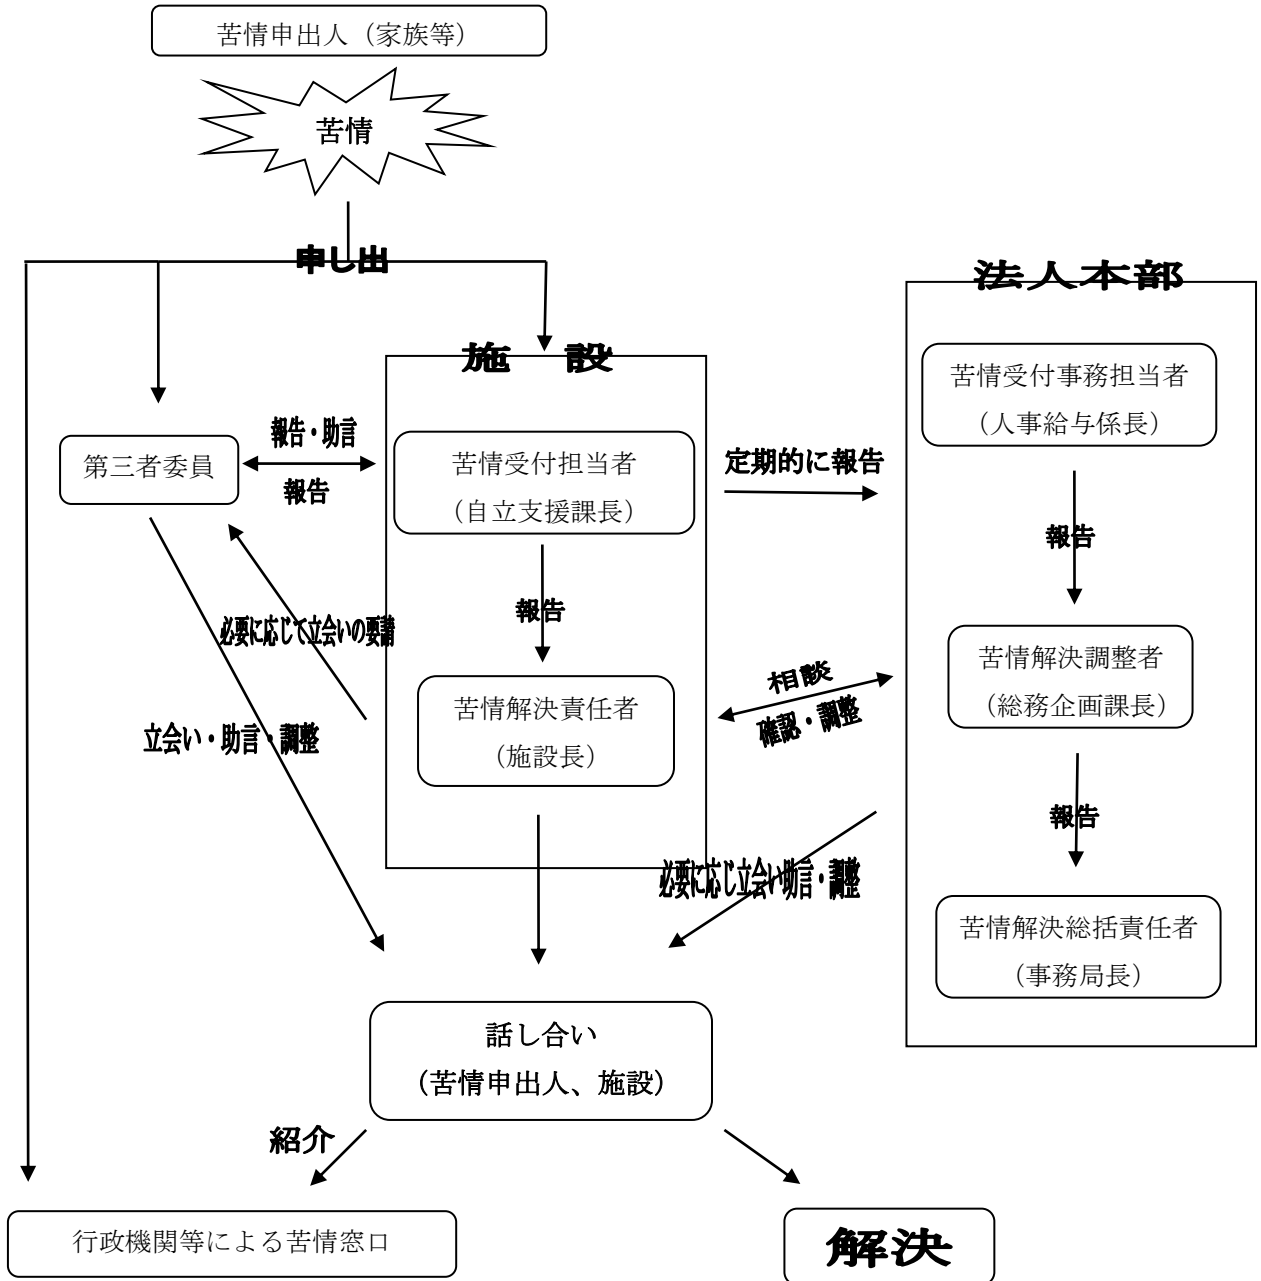 苦情申出人（家族等）
苦情
申し出
法人本部
施　設
苦情受付事務担当者
（人事給与係長）
報告・助言
第三者委員
報告
苦情受付担当者
（自立支援課長）
定期的に報告
報告
報告
必要に応じて立会いの要請
苦情解決調整者
（総務企画課長）
相談
確認・調整
苦情解決責任者
（施設長）
立会い・助言・調整
報告
必要に応じ立会い助言・調整
苦情解決総括責任者
（事務局長）
話し合い
（苦情申出人、施設）
紹介
行政機関等による苦情窓口
解決